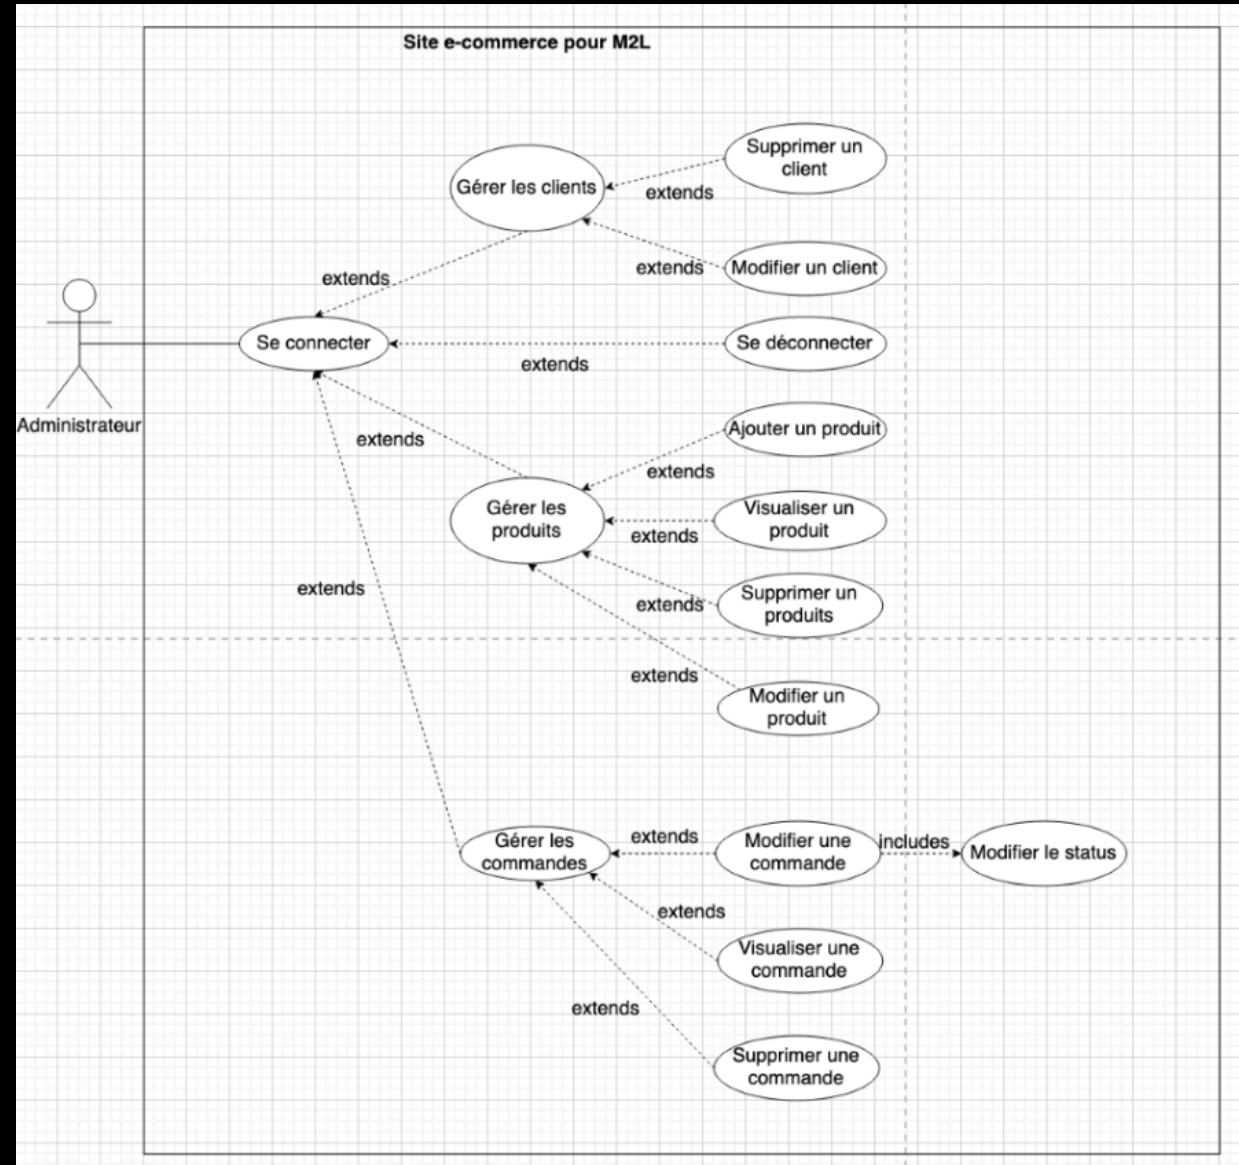 Site e-commerce pour M2L
Supprimer un
client
Gérer les clients
extends
Modifier un client
extends
extends
Se connecter
Se déconnecter
extends
Administrateur
Ajouter un produit
extends
extends
Gérer les
produits
Visualiser un
produit
extends
Supprimer un
produits
extends
extends
extends
Modifier un
produit
Gérer les
commandes
extends
Modifier une
commande
includes
Modifier le status
extends
Visualiser une
commande
extends
Supprimer une
commande